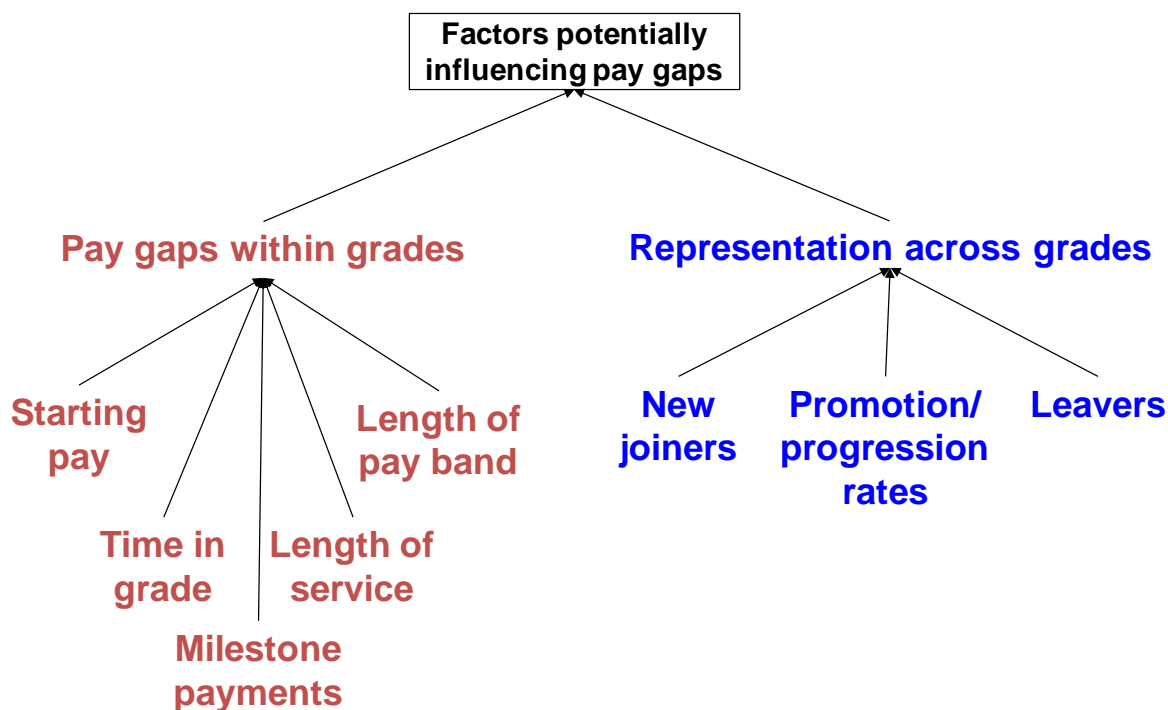 Factors potentially
influencing pay gaps
Pay gaps within grades
Representation across grades
Starting
pay
Length of
pay band
New
joiners
Promotion/
progression
rates
Leavers
Time in
grade
Length of
service
Milestone
payments